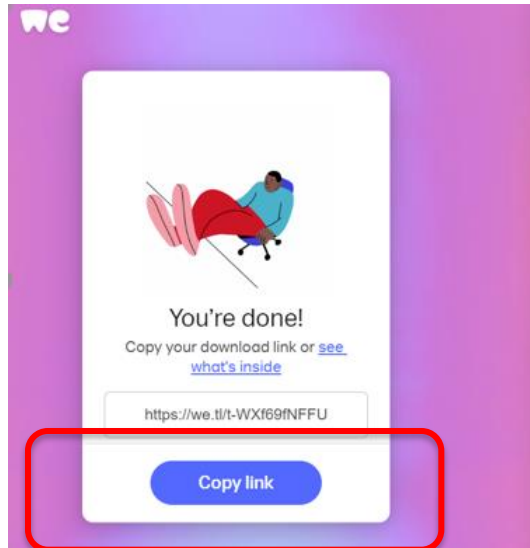 we
You're done!
Copy your download link or see
what's inside
https://we.tl/t-WXf69fNFFU
Copy link